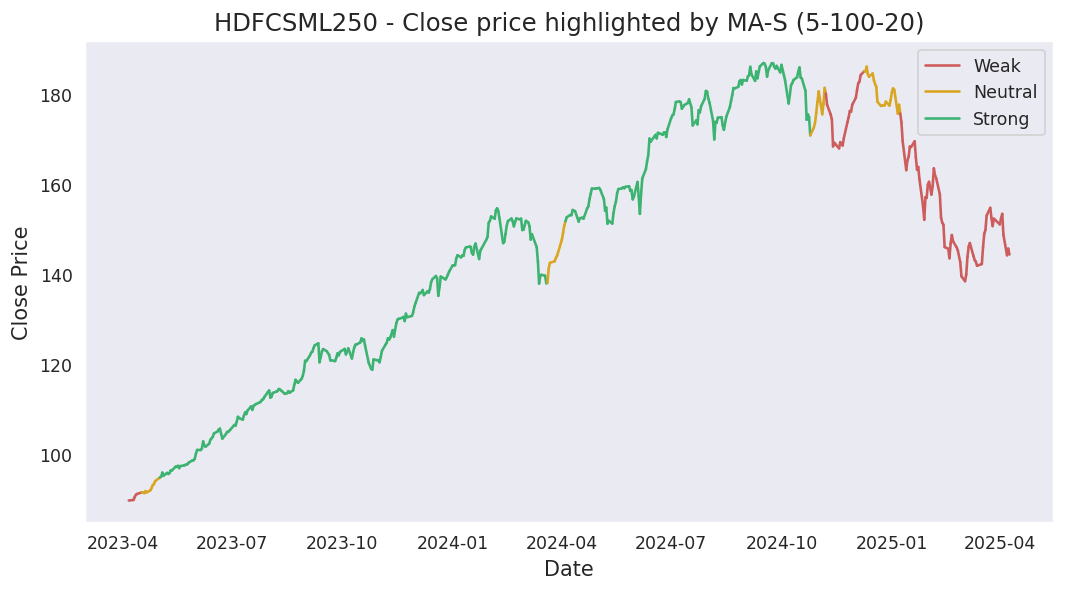 HDFCSML250 - Close price highlighted by MA-S (5-100-20)
Weak
Neutral
Strong
Close Price
180
160
140
120
100
2023-04 2023-07 2023-10 2024-01 2024-04 2024-07 2024-10 2025-01 2025-04
Date